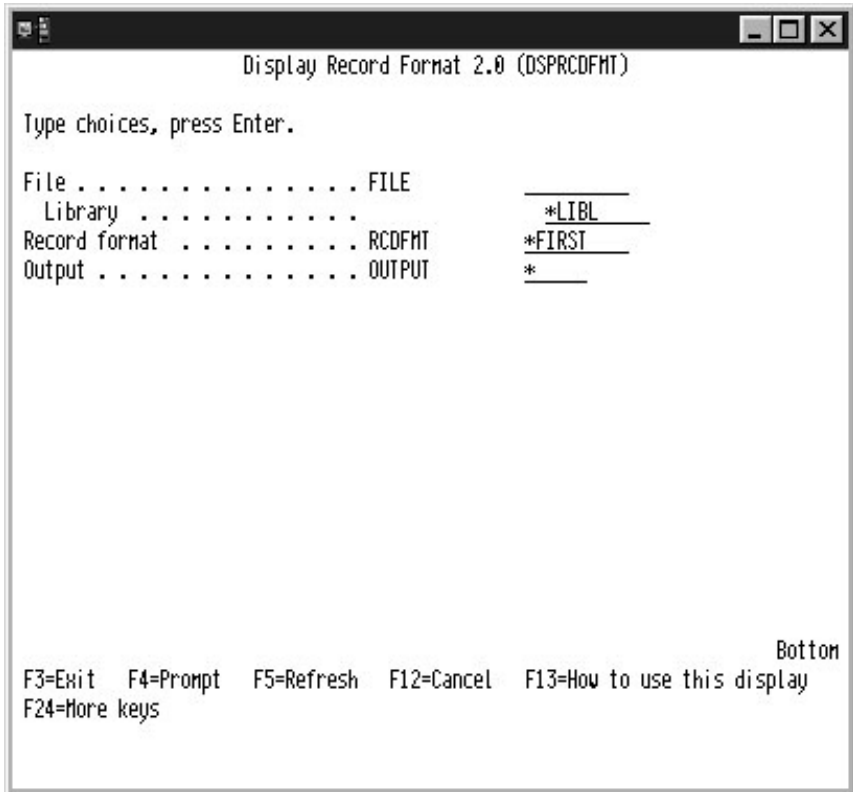 Display Record Format 2.0 (DSPRCDFMT)
Type choices, press Enter.
File . . . . . . . . . . . . . . FILE
Library . . . . . . . . . . . *LIBL
Record format . . . . . . . . . RCDFMT *FIRST
Output . . . . . . . . . . . . . OUTPUT *
Bottom
F3=Exit F4=Prompt F5=Refresh F12=Cancel F13=How to use this display
F24=More keys